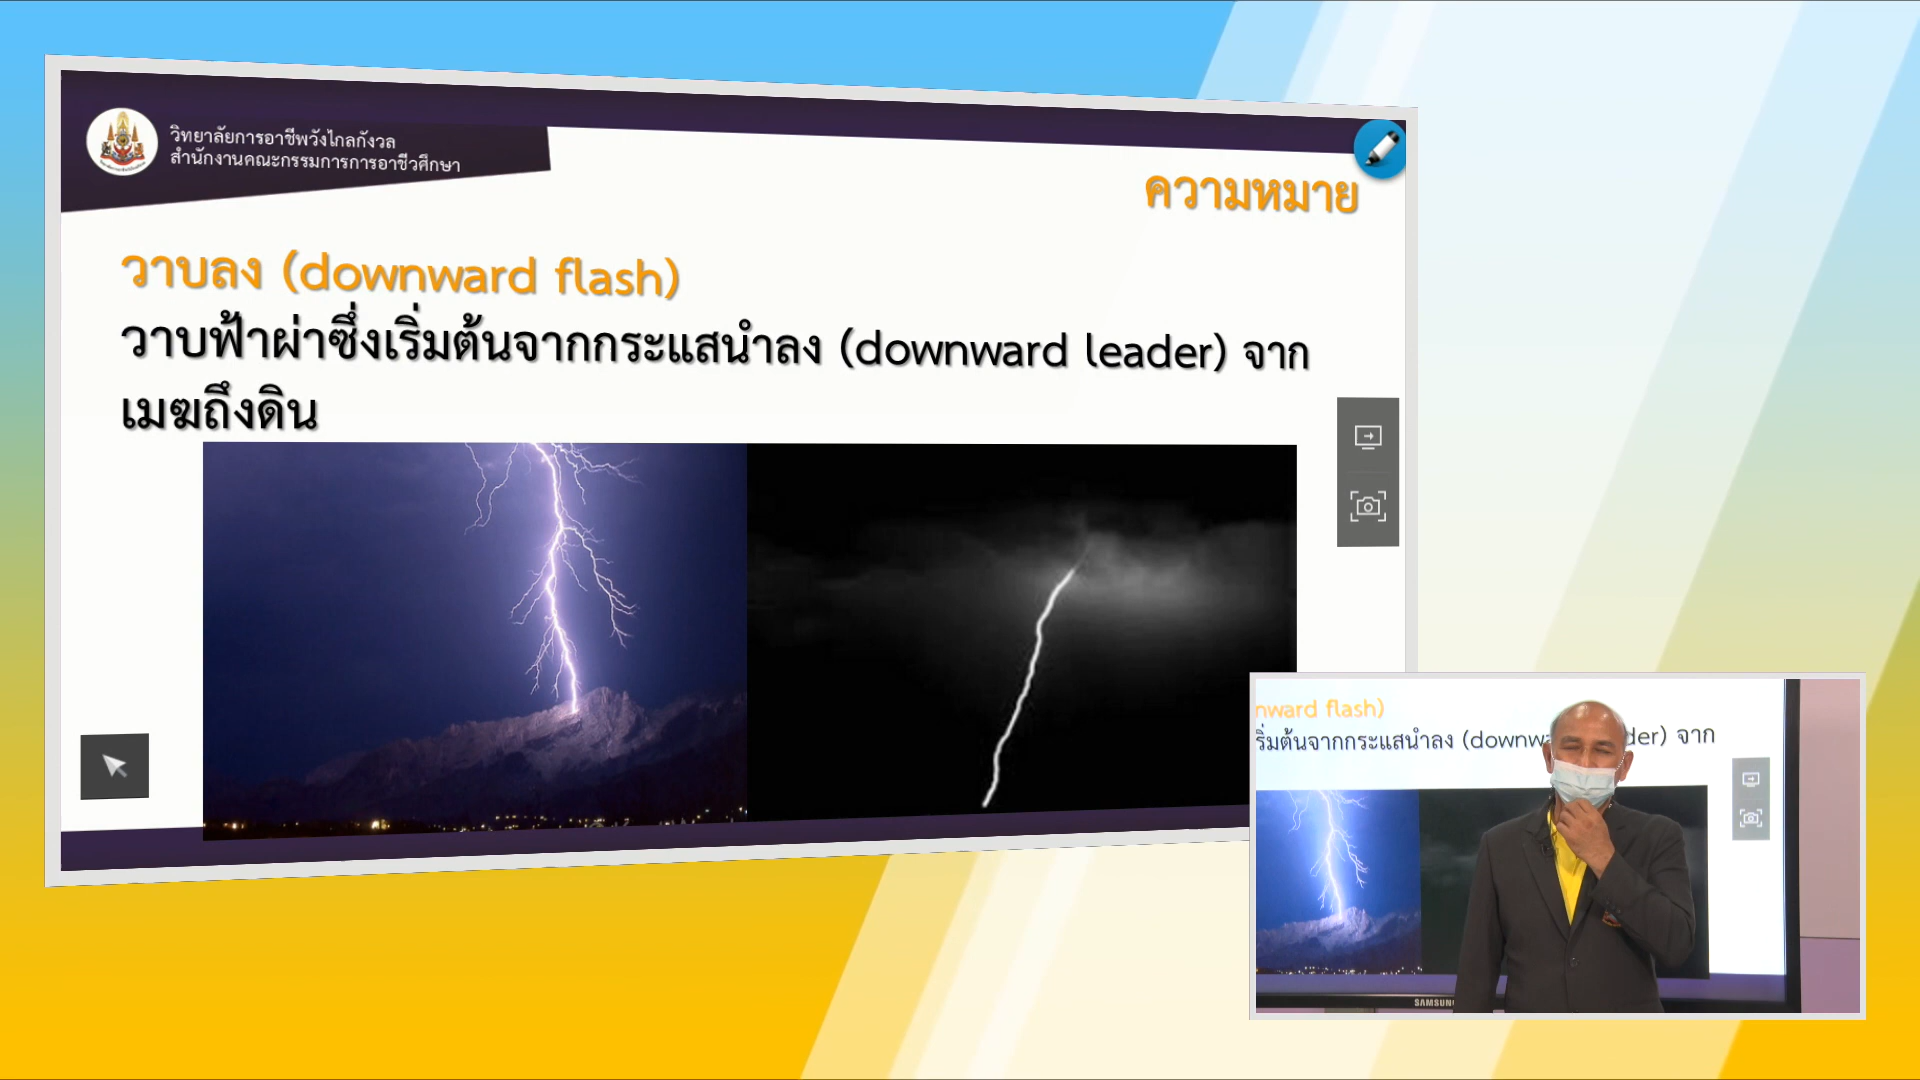 วิทยาลัยการอาชีพวังไกลกังวล
สำนักงานคณะกรรมการการอาชีวศึกษา
ความหมาย
วาบลง (downward flash)
วาบฟ้าผ่าซึ่งเริ่มต้นจากกระแสนำลง (downward leader) จาก
เมฆถึงดิน
nward flash)
ริ่มต้นจากกระแสนำลง (downwa der) จาก
SAMSUNG